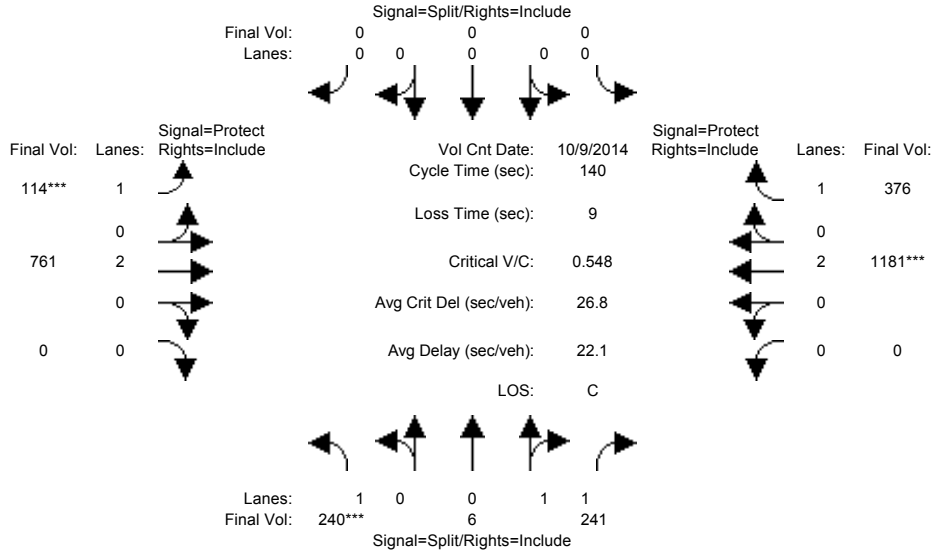 Signal=Split/Rights=Include
Final Vol: 0 0 0
Lanes: 0 0 0 0 0
Signal=Protect
Final Vol: Lanes: Rights=Include
Vol Cnt Date: 10/9/2014
Signal=Protect
Rights=Include Lanes: Final Vol:
Cycle Time (sec): 140
114*** 1
1 376
Loss Time (sec): 9
0
0
761 2
Critical V/C: 0.548
2 1181***
0
Avg Crit Del (sec/veh): 26.8
0
0 0
Avg Delay (sec/veh): 22.1
0 0
LOS: C
Lanes: 1 0 0 1 1
Final Vol: 240*** 6 241
Signal=Split/Rights=Include